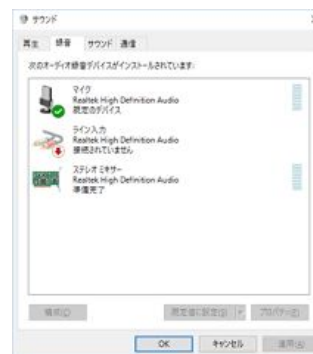 サウンド
再生 録音 サウンド 通信
次のオーディオ録音デバイスがインストールされています:
マイク
Realtek High Definition Audio
既定のデバイス
ライン入力
Realtek High Definition Audio
接続されていません
ステレオ ミキサー
Realtek High Definition Audio
準備完了
構成(C) 既定値に設定(S) プロパティ(P)
OK キャンセル 適用(A)